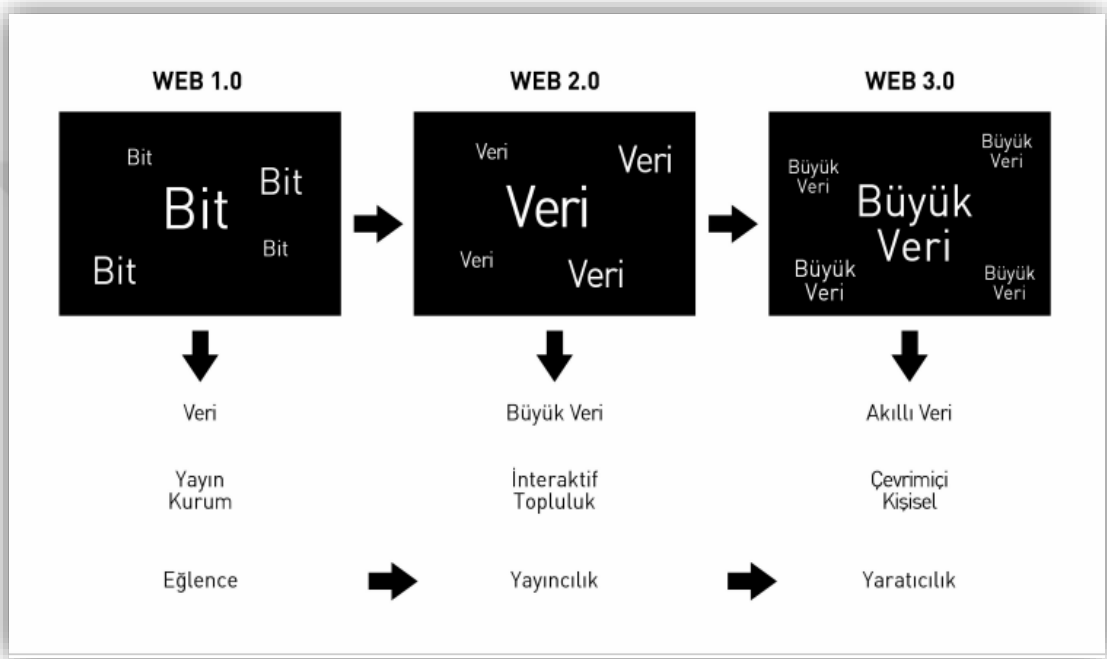 WEB 1.0
Bit
Bit
Bit
Bit
Bit
Veri
Yayın
Kurum
Eğlence
WEB 2.0
Veri
Veri
Veri
Veri
Veri
Büyük Veri
İnteraktif
Topluluk
Yayıncılık
WEB 3.0
Büyük
Veri
Büyük
Veri
Büyük
Veri
Büyük
Veri
Büyük
Veri
Akıllı Veri
Çevrimiçi
Kişisel
Yaratıcılık